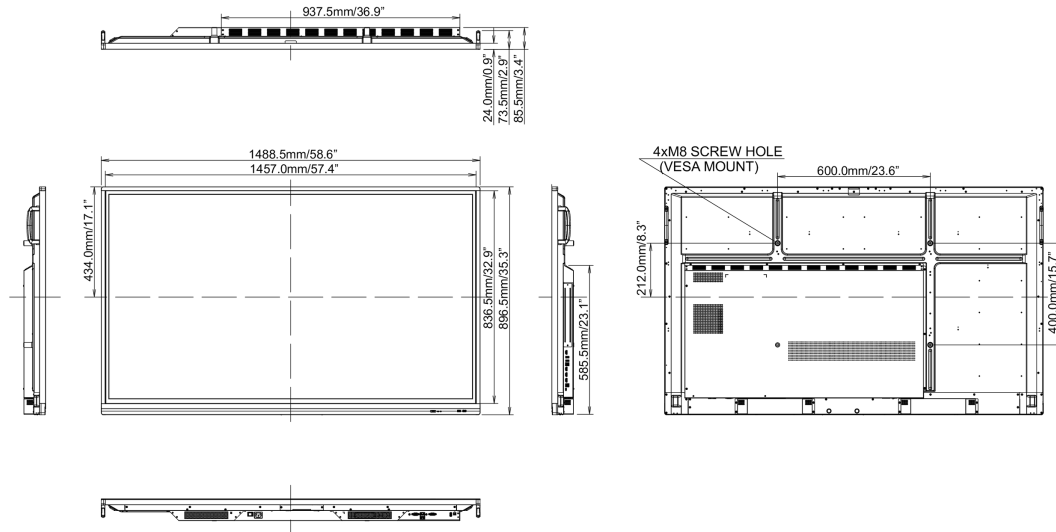 937.5mm/36.9"
24.0mm/0.9"
73.5mm/2.9"
85.5mm/3.4"
1488.5mm/58.6"
1457.0mm/57.4"
434.0mm/17.1"
836.5mm/32.9"
896.5mm/35.3"
585.5mm/23.1"
4xM8 SCREW HOLE
(VESA MOUNT)
600.0mm/23.6"
212.0mm/8.3"
400.0mm/15.7"